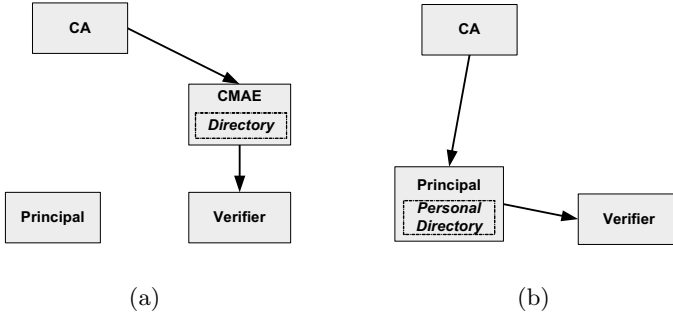 CA
CMAE
Directory
Principal
Verifier
(a)
CA
Principal
Personal
Directory
Verifier
(b)